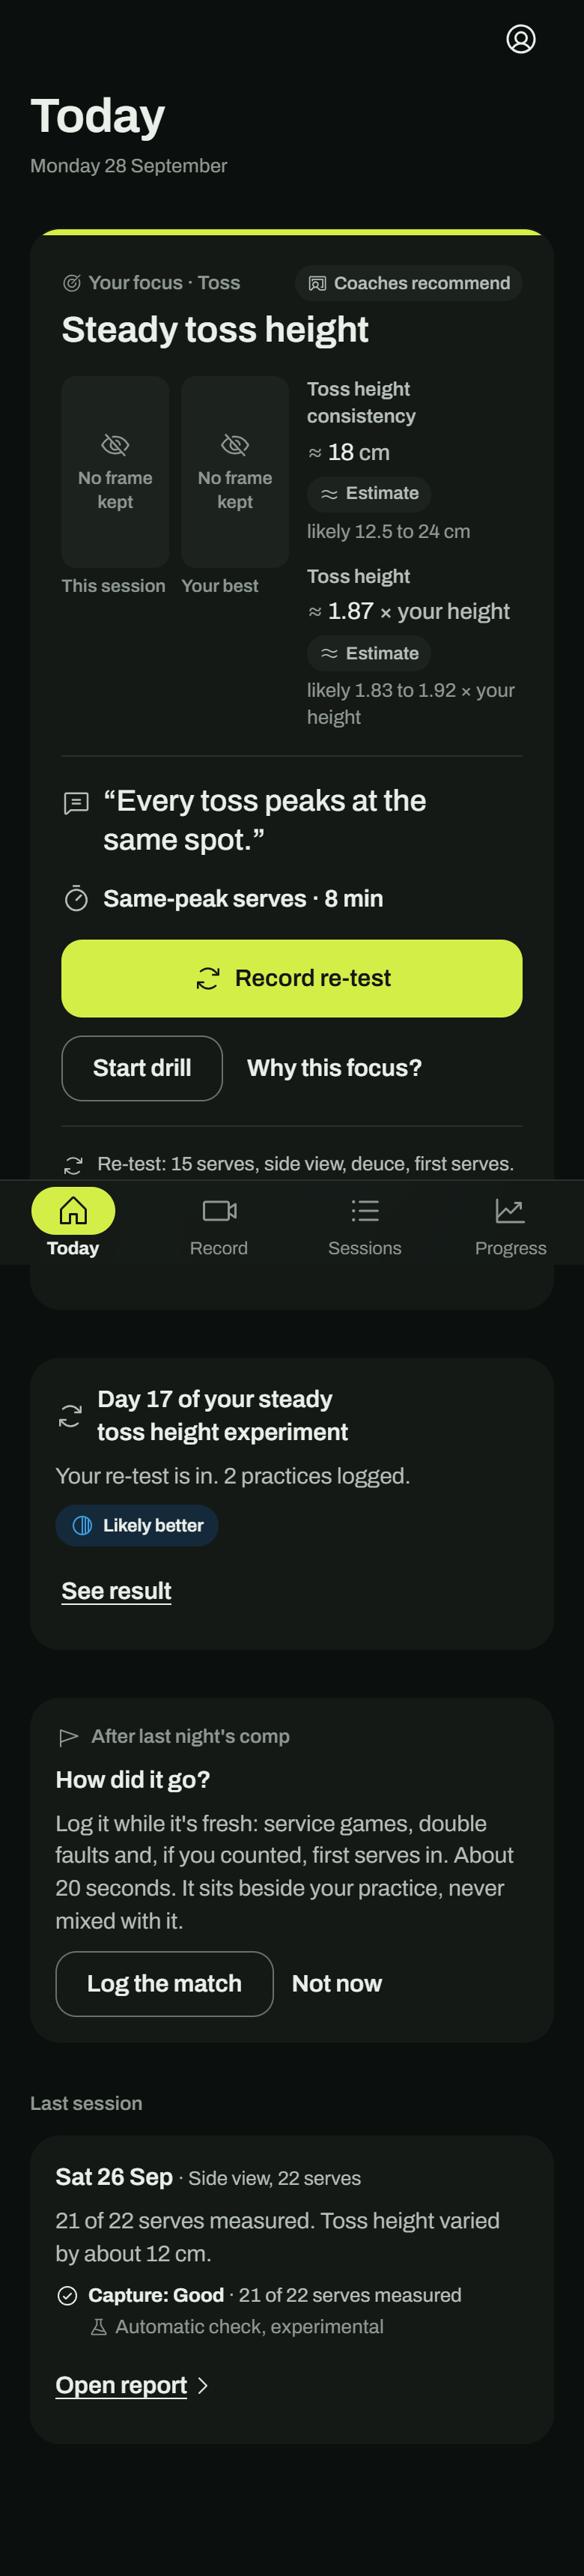 Today
Monday 28 September
Your focus · Toss
Coaches recommend
Steady toss height
No frame
kept
No frame
kept
This session
Your best
Toss height
consistency
≈ 18 cm
Estimate
likely 12.5 to 24 cm
Toss height
≈ 1.87 × your height
Estimate
likely 1.83 to 1.92 × your
height
“Every toss peaks at the
same spot.”
Same-peak serves · 8 min
Record re-test
Start drill
Why this focus?
Re-test: 15 serves, side view, deuce, first serves.
Today
Record
Sessions
Progress
Day 17 of your steady
toss height experiment
Your re-test is in. 2 practices logged.
Likely better
See result
After last night's comp
How did it go?
Log it while it's fresh: service games, double
faults and, if you counted, first serves in. About
20 seconds. It sits beside your practice, never
mixed with it.
Log the match
Not now
Last session
Sat 26 Sep · Side view, 22 serves
21 of 22 serves measured. Toss height varied
by about 12 cm.
Capture: Good · 21 of 22 serves measured
Automatic check, experimental
Open report